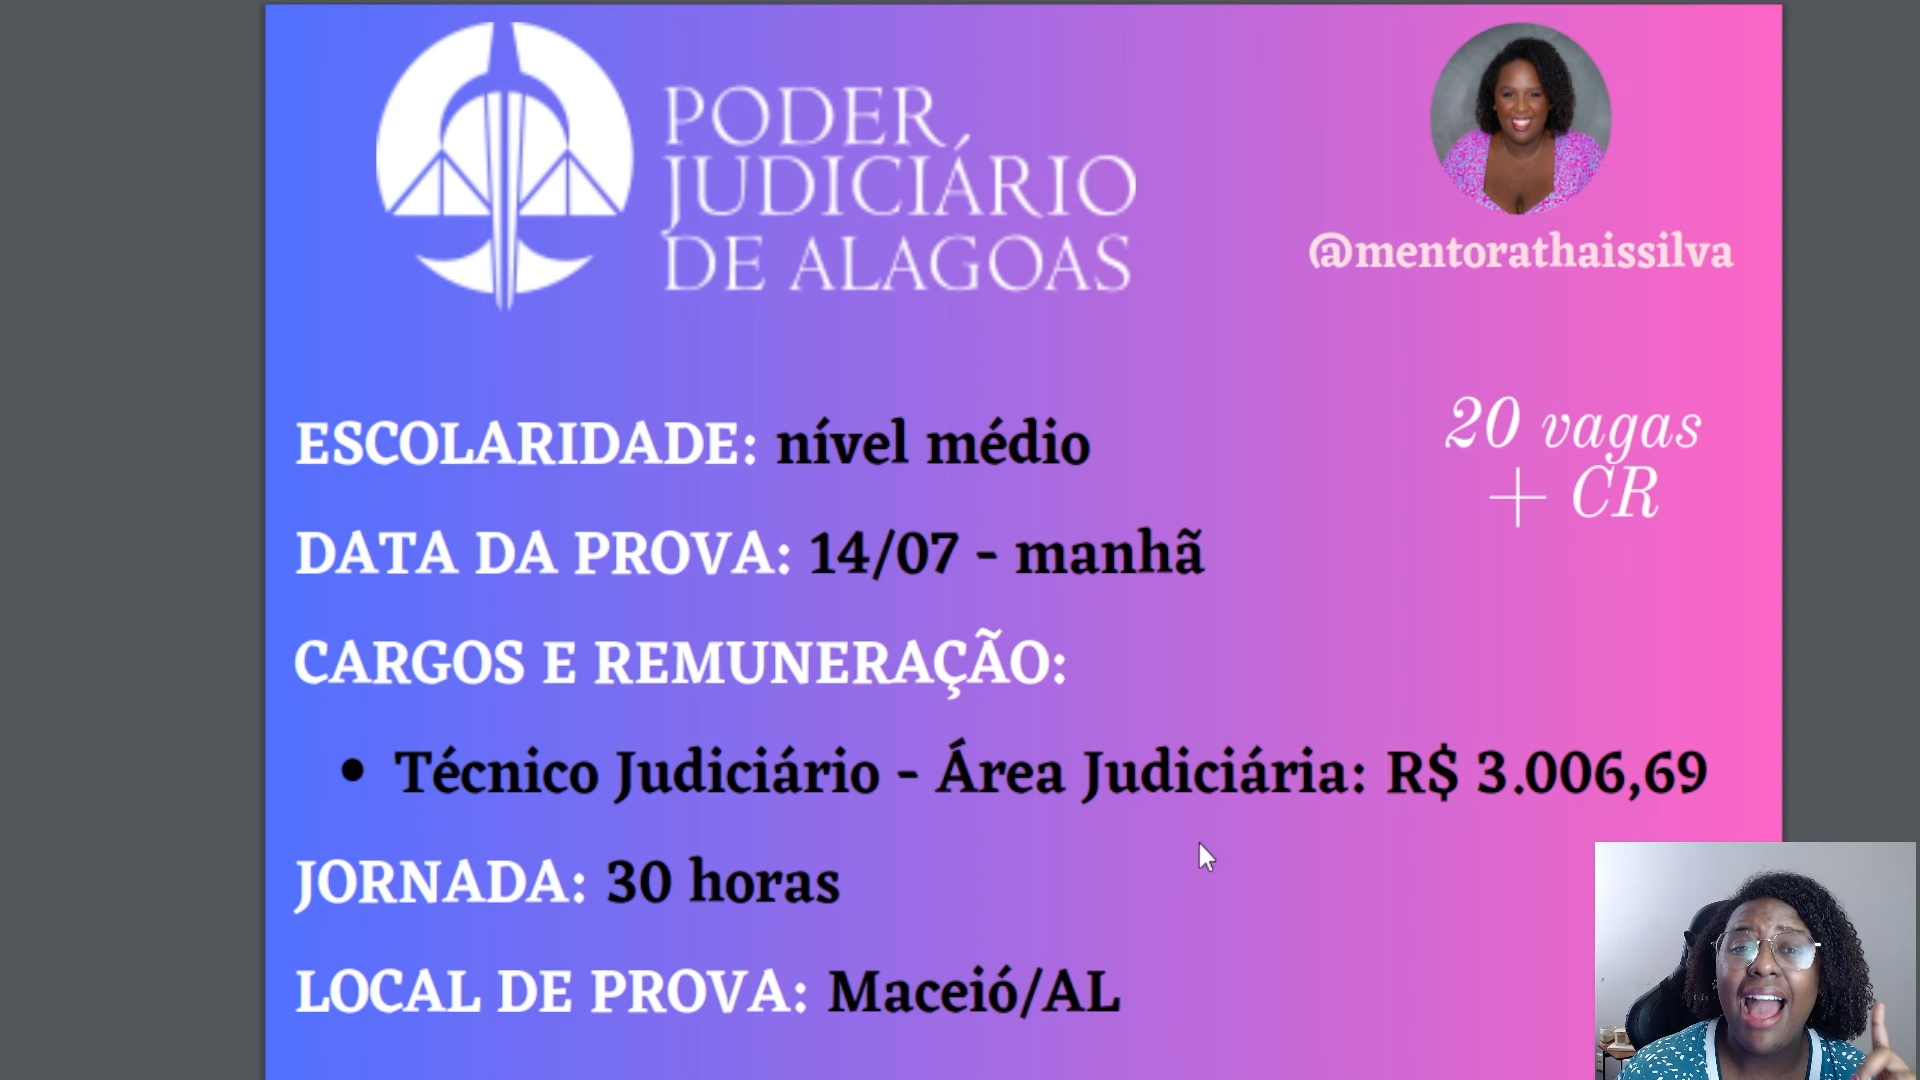 PODER
JUDICIÁRIO
DE ALAGOAS
@mentorathaissilva
20 vagas
+ CR
ESCOLARIDADE: nível médio
DATA DA PROVA: 14/07 - manhã
CARGOS E REMUNERAÇÃO:
• Técnico Judiciário - Área Judiciária: R$ 3.006,69
JORNADA: 30 horas
LOCAL DE PROVA: Maceió/AL